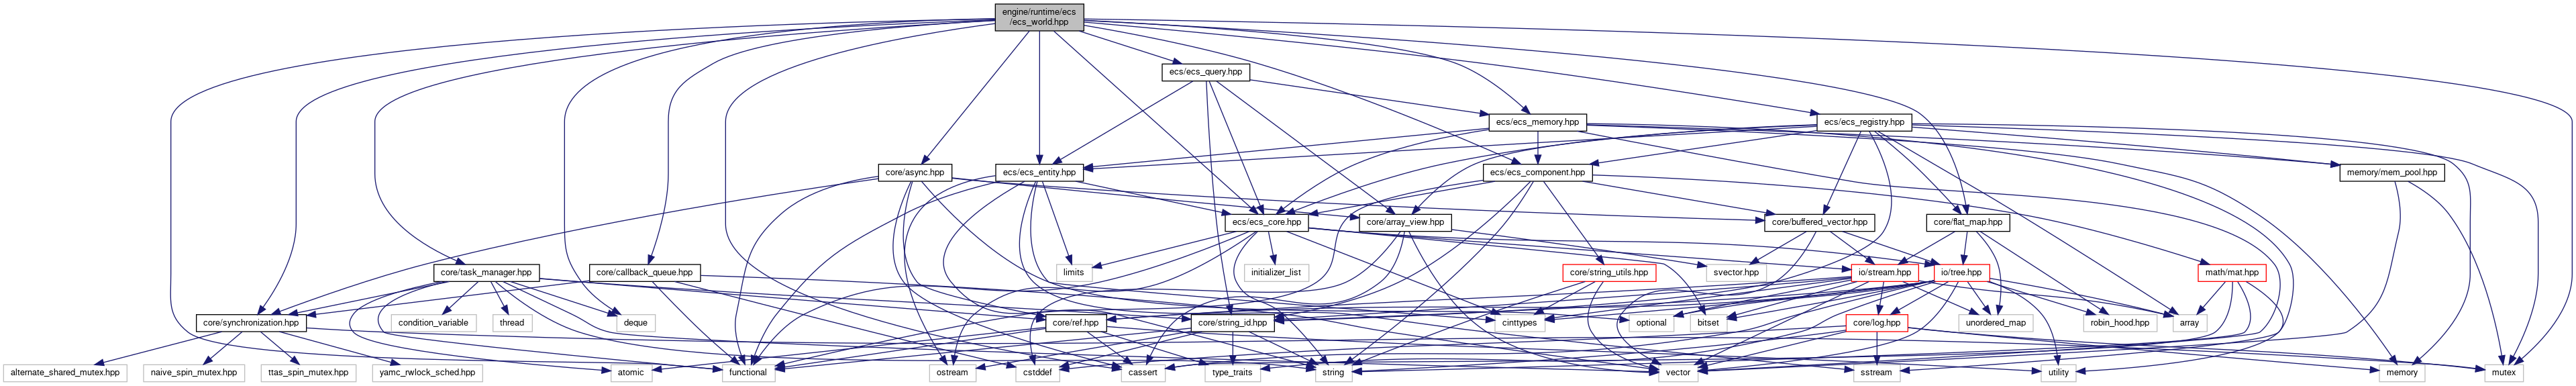 engine/runtime/ecs
/ecs_world.hpp
ecs/ecs_query.hpp
ecs/ecs_memory.hpp
ecs/ecs_registry.hpp
core/async.hpp
ecs/ecs_entity.hpp
ecs/ecs_component.hpp
memory/mem_pool.hpp
ecs/ecs_core.hpp
core/array_view.hpp
core/buffered_vector.hpp
core/flat_map.hpp
core/task_manager.hpp
core/callback_queue.hpp
limits
initializer_list
core/string_utils.hpp
svector.hpp
io/stream.hpp
io/tree.hpp
math/mat.hpp
core/synchronization.hpp
condition_variable
thread
deque
core/ref.hpp
core/string_id.hpp
cinttypes
optional
bitset
core/log.hpp
unordered_map
robin_hood.hpp
array
alternate_shared_mutex.hpp
naive_spin_mutex.hpp
ttas_spin_mutex.hpp
yamc_rwlock_sched.hpp
atomic
functional
ostream
cstddef
cassert
type_traits
string
vector
sstream
memory
utility
mutex